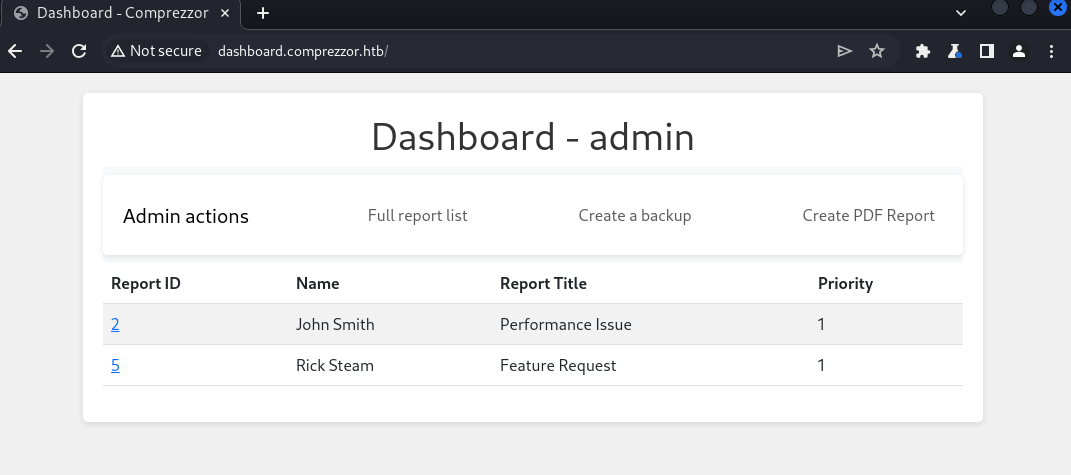 Dashboard - Comprezzor
Not secure dashboard.comprezzor.htb/
Dashboard - admin
Admin actions Full report list Create a backup Create PDF Report
Report ID Name Report Title Priority
2 John Smith Performance Issue 1
5 Rick Steam Feature Request 1